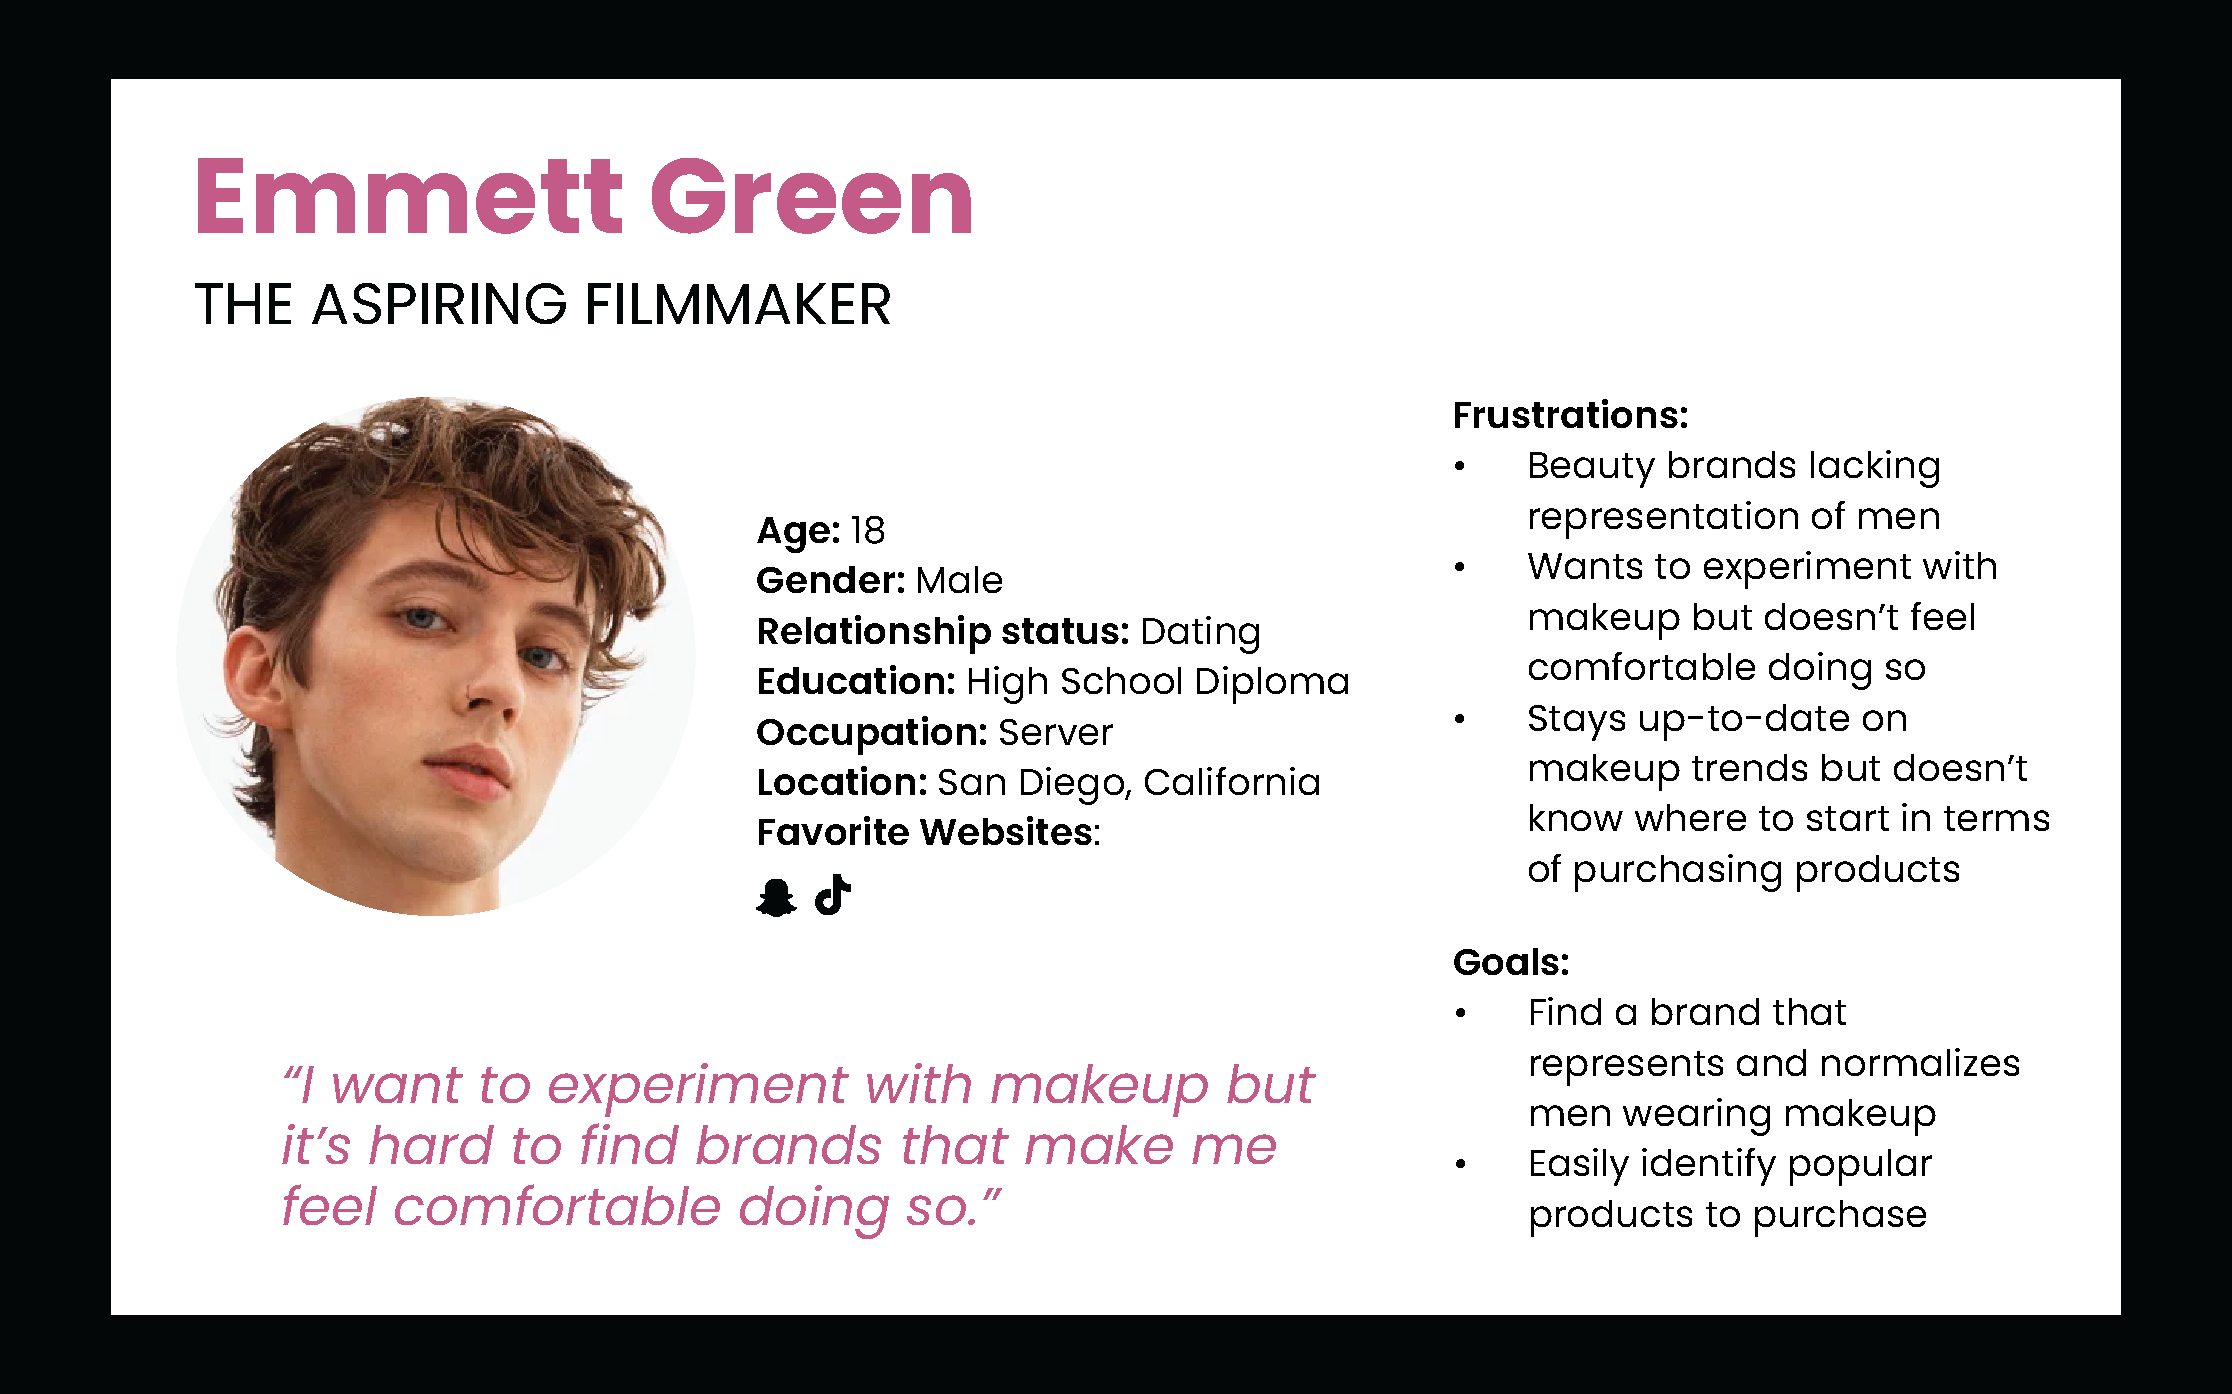 Emmett Green
THE ASPIRING FILMMAKER
Age: 18
Gender: Male
Relationship status: Dating
Education: High School Diploma
Occupation: Server
Location: San Diego, California
Favorite Websites:
“I want to experiment with makeup but
it’s hard to find brands that make me
feel comfortable doing so.”
Frustrations:
• Beauty brands lacking
representation of men
• Wants to experiment with
makeup but doesn’t feel
comfortable doing so
• Stays up-to-date on
makeup trends but doesn’t
know where to start in terms
of purchasing products
Goals:
• Find a brand that
represents and normalizes
men wearing makeup
• Easily identify popular
products to purchase